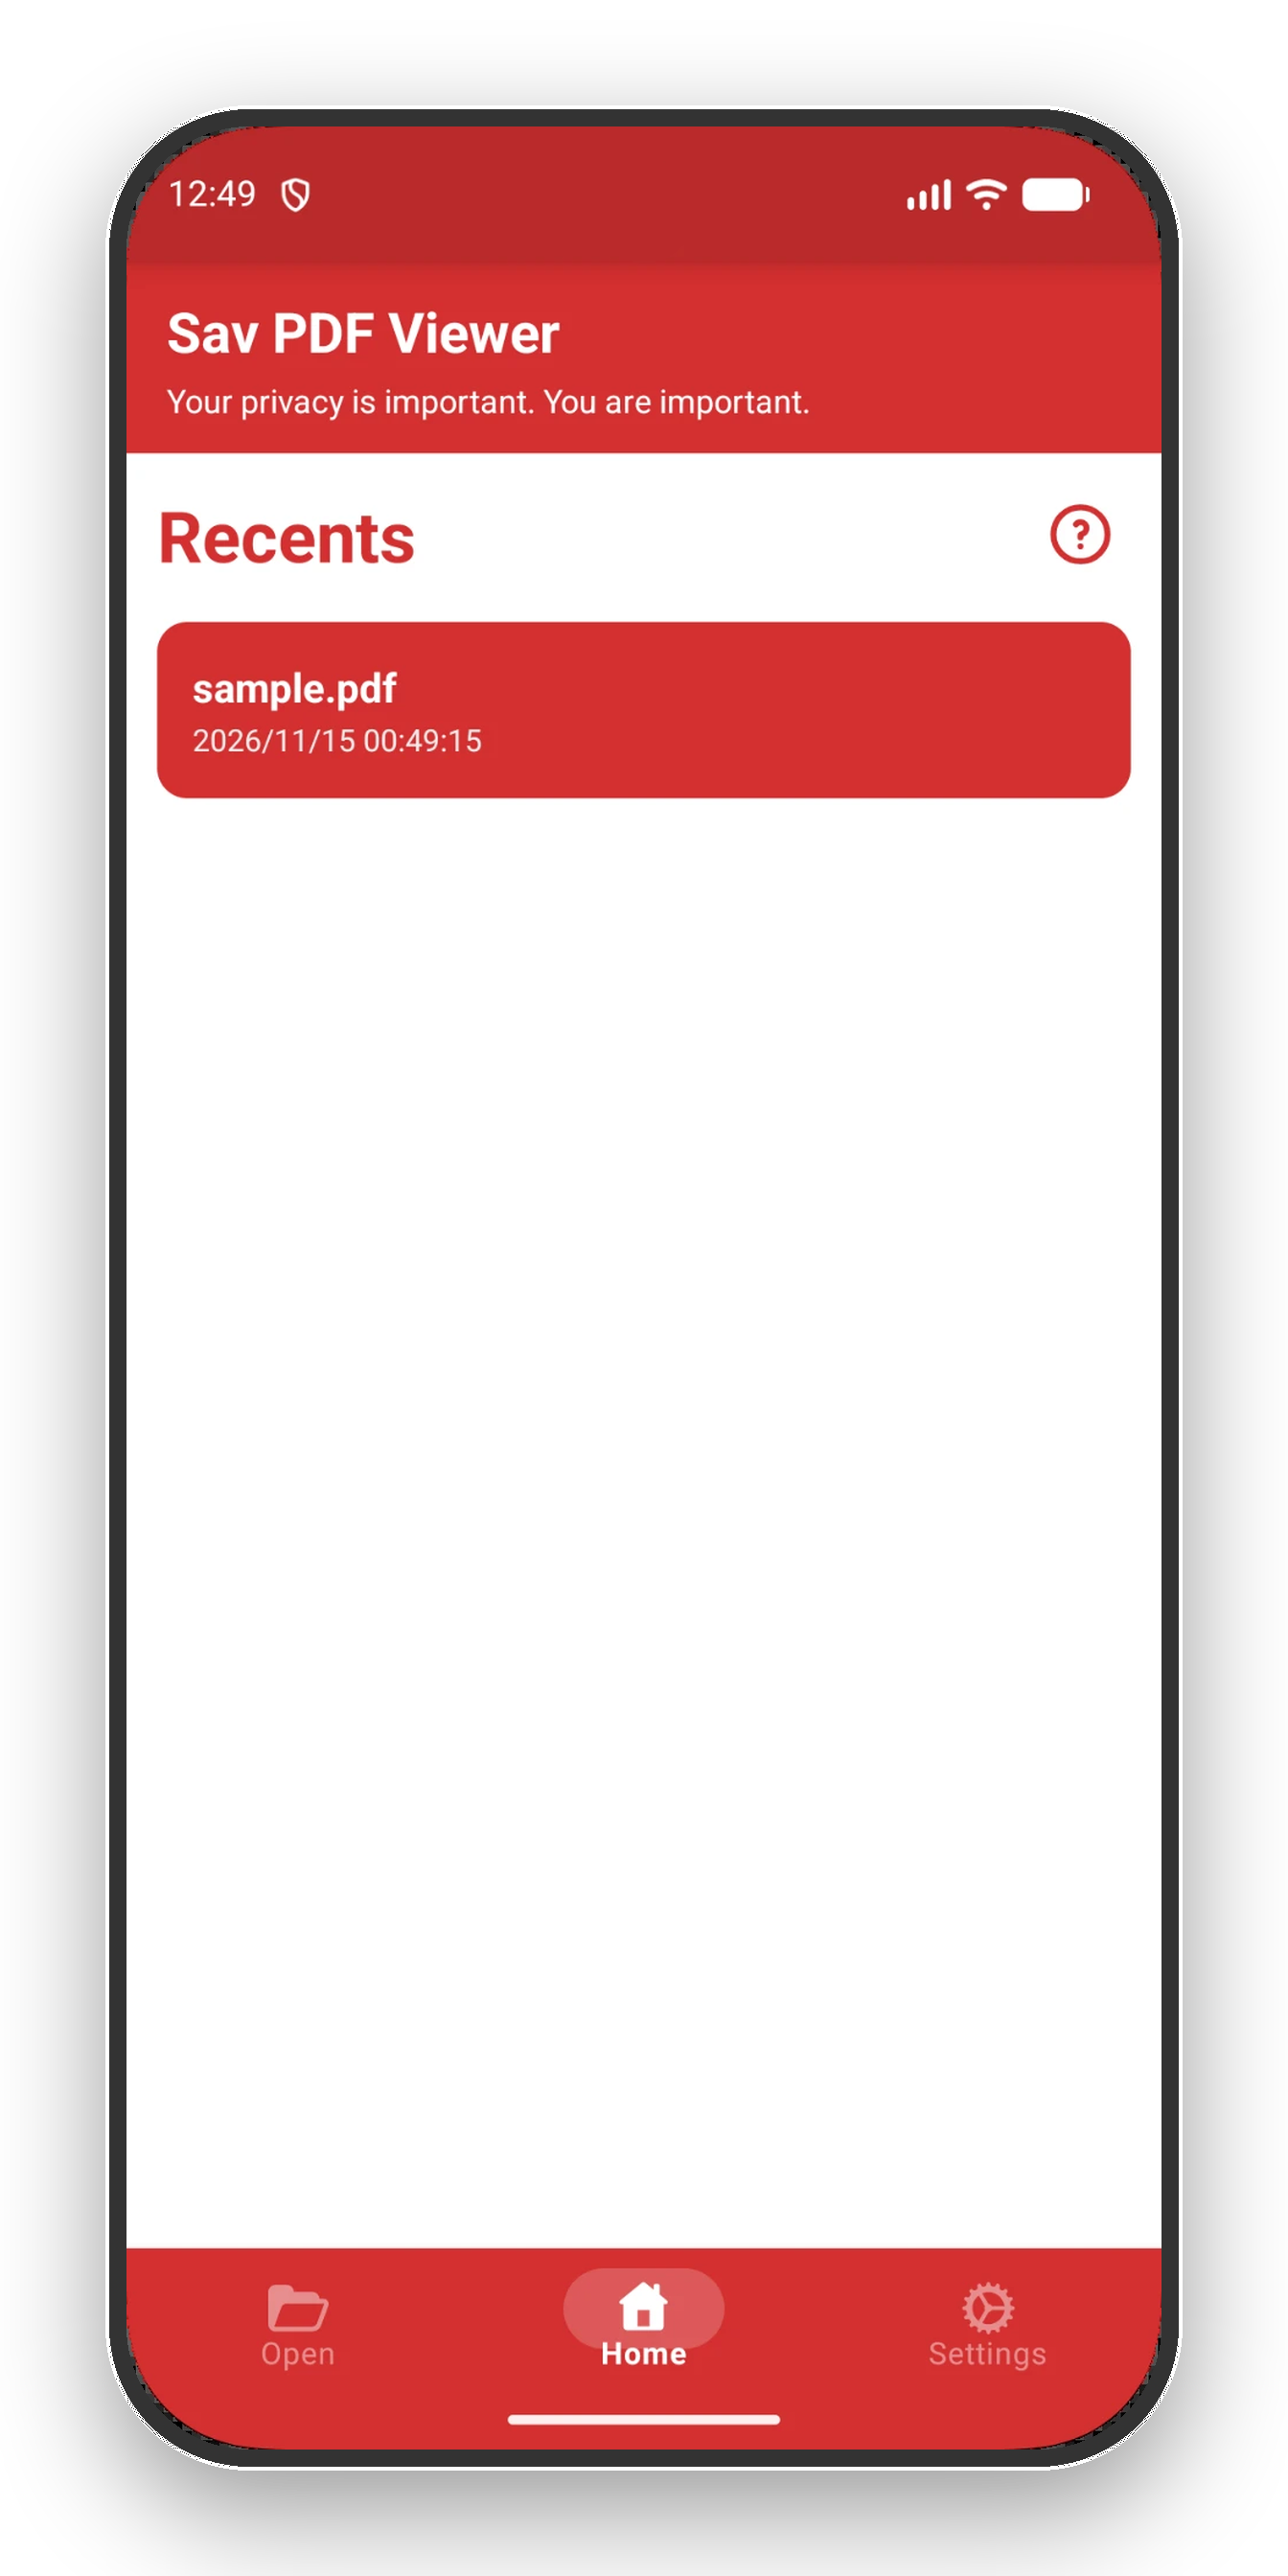 12:49
Sav PDF Viewer
Your privacy is important. You are important.
Recents
?
sample.pdf
2026/11/15 00:49:15
Open
Home
Settings